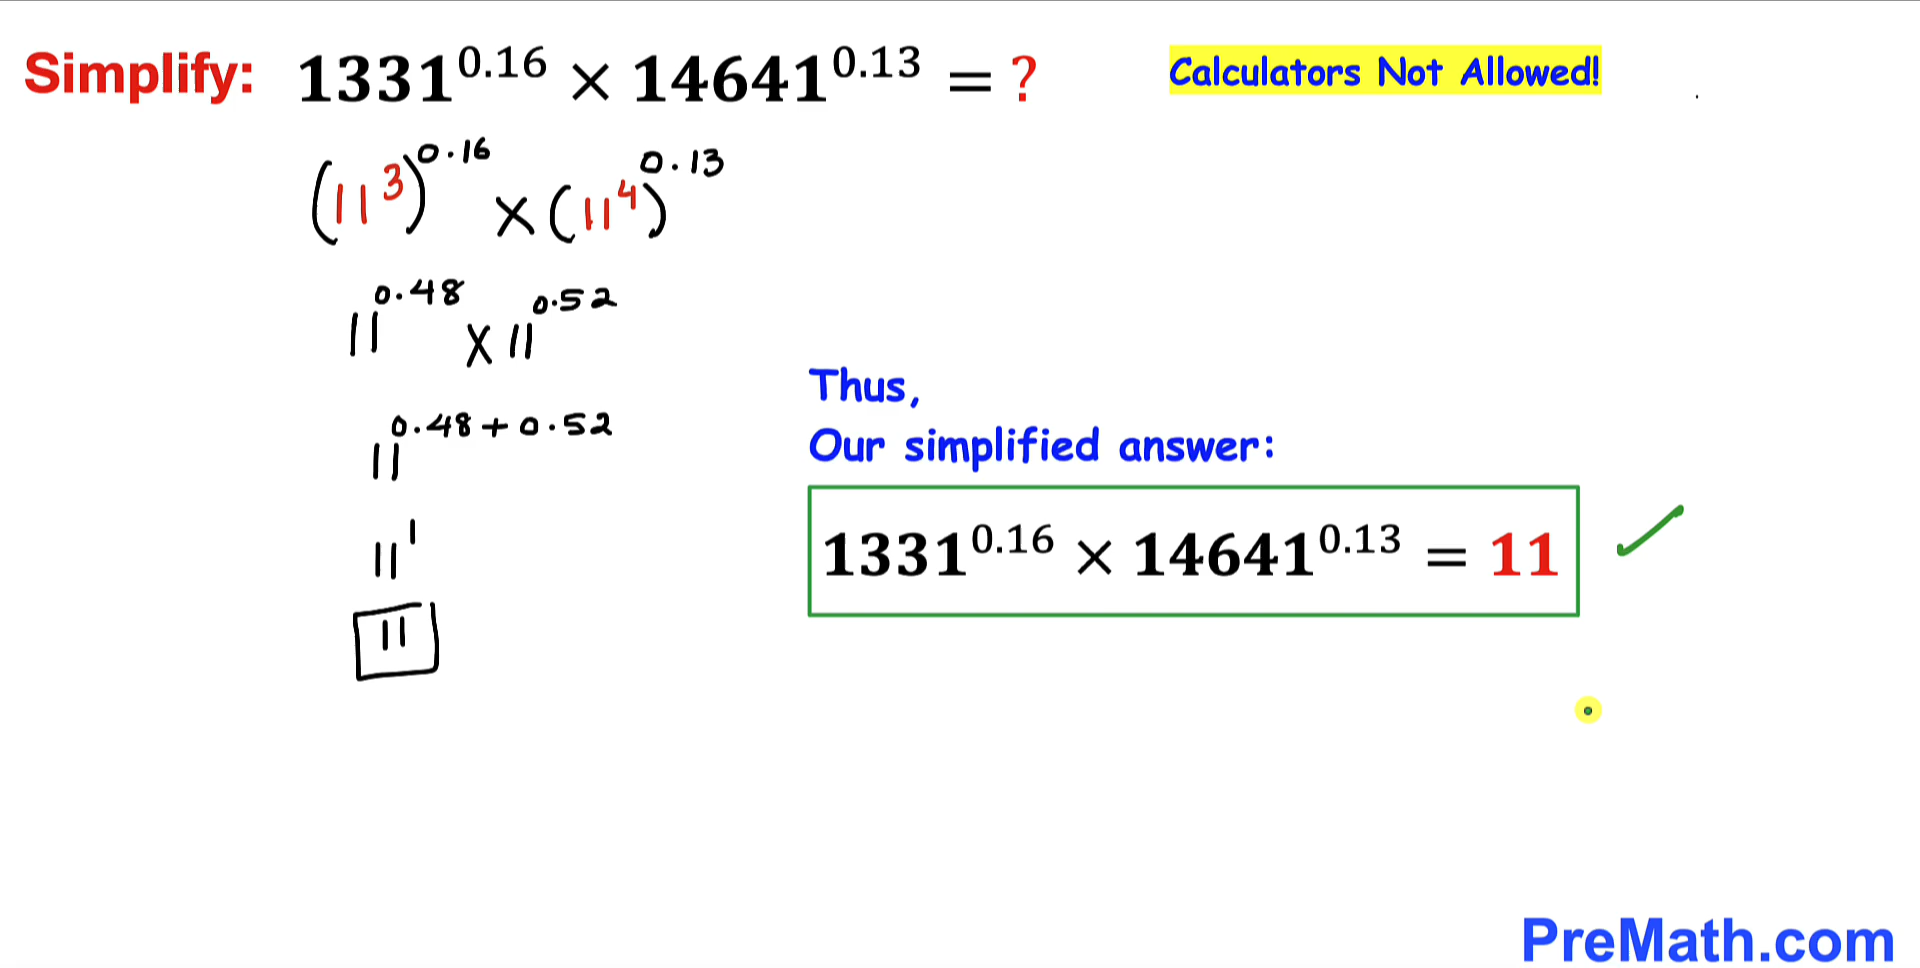 Simplify: 1331^0.16 × 14641^0.13 = ?
Calculators Not Allowed!
(11^3)^0.16 × (11^4)^0.13
11^0.48 × 11^0.52
11^0.48+0.52
11^1
11
Thus,
Our simplified answer:
1331^0.16 × 14641^0.13 = 11
PreMath.com